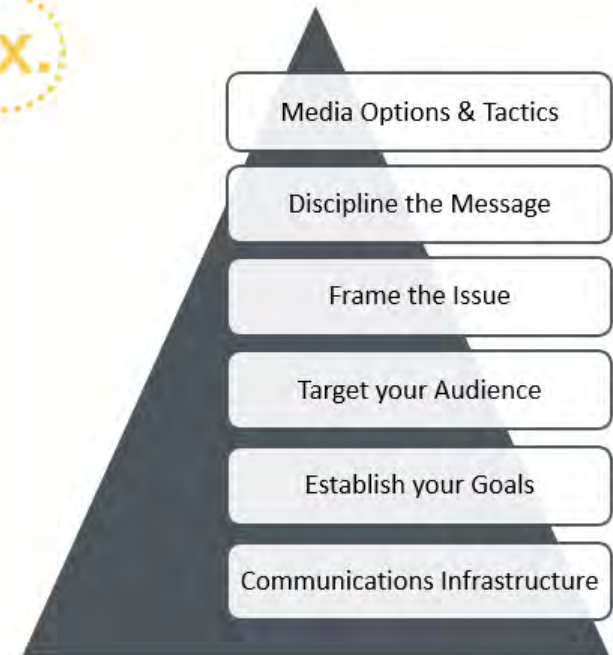 x.
Media Options & Tactics
Discipline the Message
Frame the Issue
Target your Audience
Establish your Goals
Communications Infrastructure